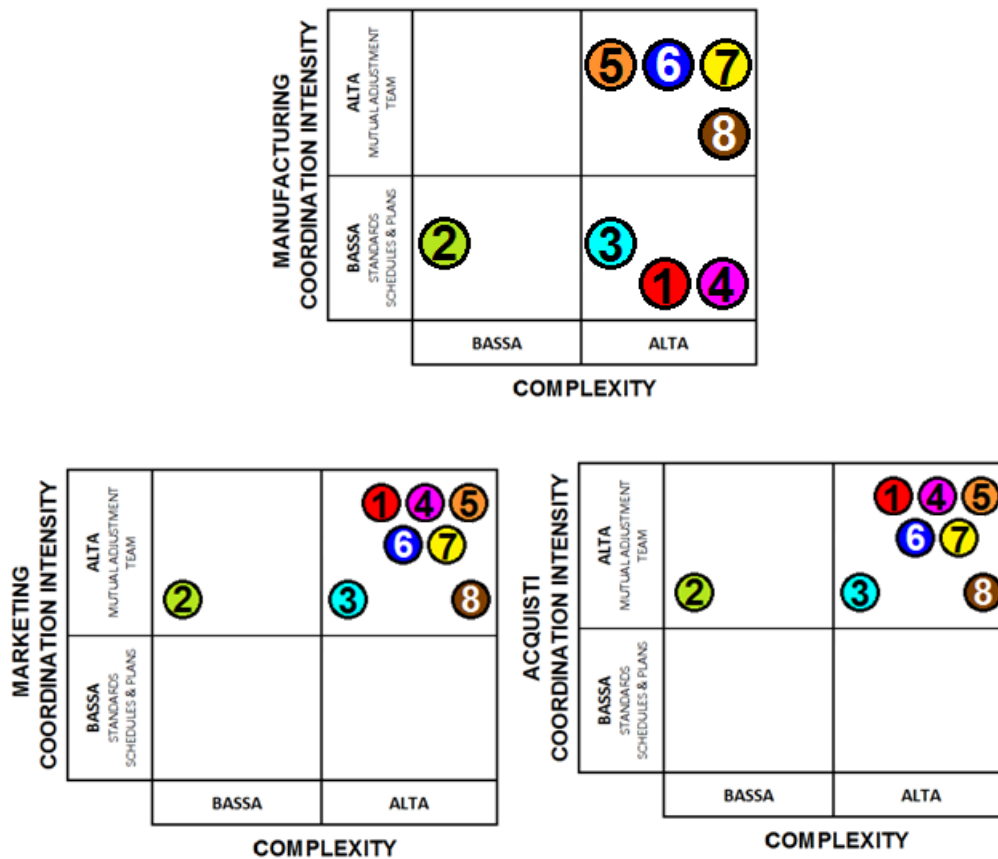 MANUFACTURING
COORDINATION INTENSITY
ALTA
MUTUAL ADJUSTMENT
TEAM
5 6 7
8
BASSA
STANDARDS
SCHEDULES & PLANS
2
3
1 4
BASSA
ALTA
COMPLEXITY
MARKETING
COORDINATION INTENSITY
ALTA
MUTUAL ADJUSTMENT
TEAM
1 4 5
6 7
2
3
8
BASSA
STANDARDS
SCHEDULES & PLANS
BASSA
ALTA
COMPLEXITY
ACQUISTI
COORDINATION INTENSITY
ALTA
MUTUAL ADJUSTMENT
TEAM
1 4 5
6 7
2
3
8
BASSA
STANDARDS
SCHEDULES & PLANS
BASSA
ALTA
COMPLEXITY